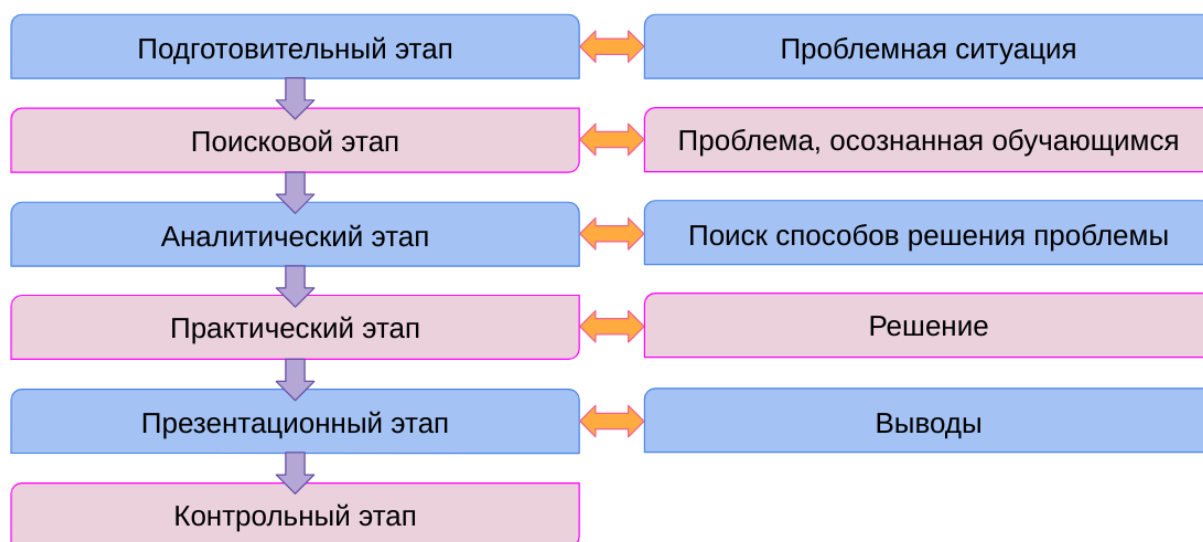 Подготовительный этап
Проблемная ситуация
Поисковой этап
Проблема, осознанная обучающимся
Аналитический этап
Поиск способов решения проблемы
Практический этап
Решение
Презентационный этап
Выводы
Контрольный этап